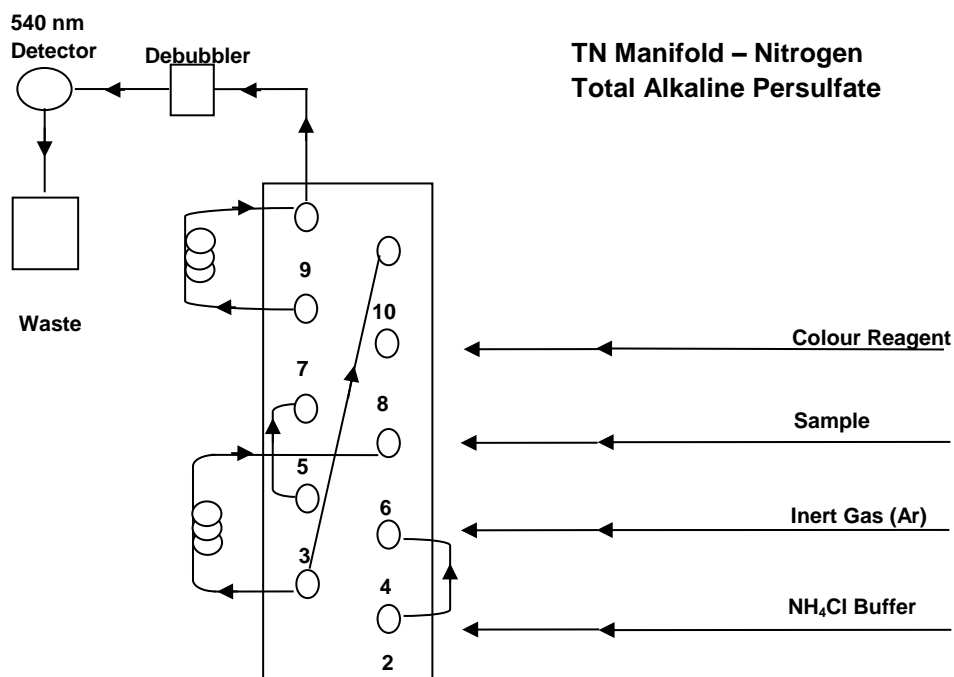 540 nm
Detector
Debubbler
TN Manifold – Nitrogen
Total Alkaline Persulfate
Waste
9
10
7
8
5
6
3
4
2
Colour Reagent
Sample
Inert Gas (Ar)
NH₄Cl Buffer